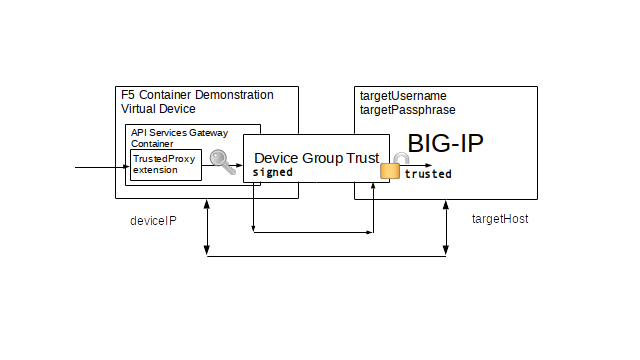 F5 Container Demonstration
Virtual Device
API Services Gateway
Container
TrustedProxy
extension
Device Group Trust
signed
targetUsername
targetPassphrase
BIG-IP
trusted
deviceIP
targetHost